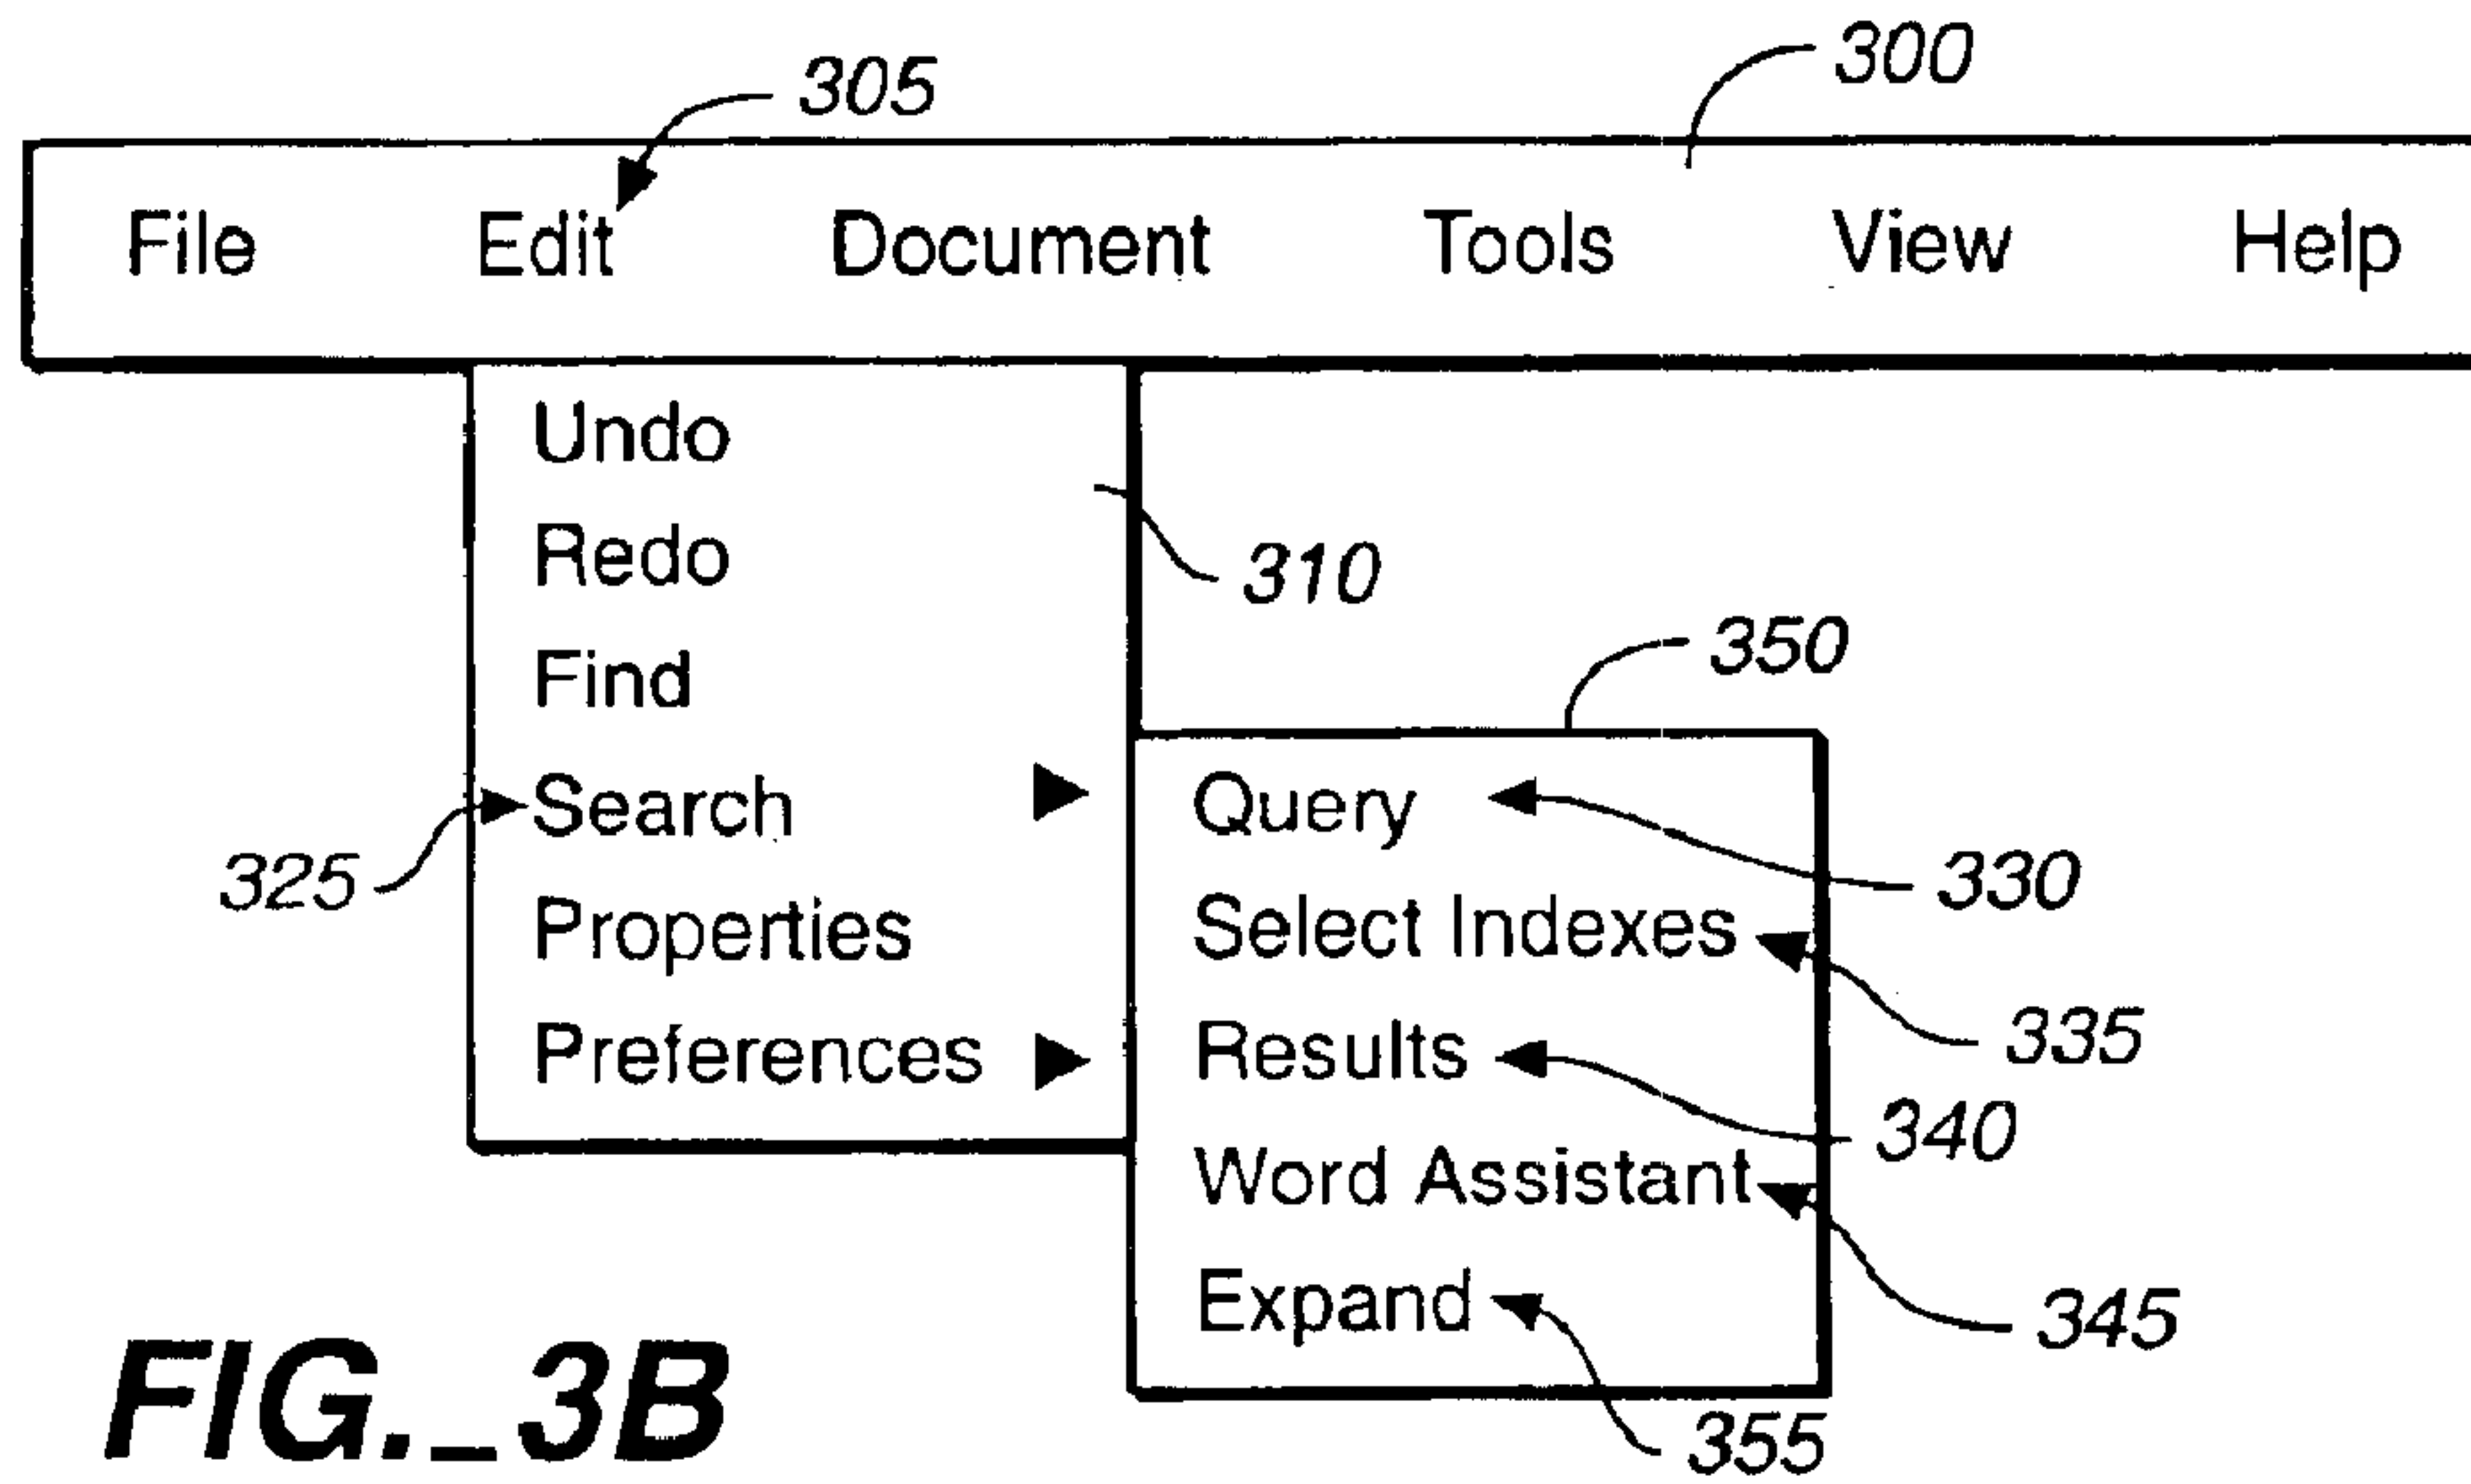 300
305
File Edit Document Tools View Help
Undo
Redo
310
Find
350
Search
Query
325
330
Properties
Select Indexes
335
Preferences
Results
340
Word Assistant
345
Expand
355
FIG._3B